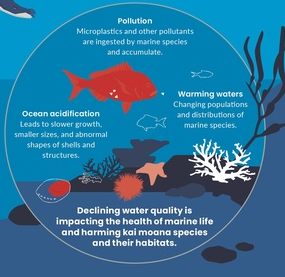 Pollution
Microplastics and other pollutants
are ingested by marine species
and accumulate.
Warming waters
Changing populations
and distributions of
marine species.
Ocean acidification
Leads to slower growth,
smaller sizes, and abnormal
shapes of shells and
structures.
Declining water quality is
impacting the health of marine life
and harming kai moana species
and their habitats.